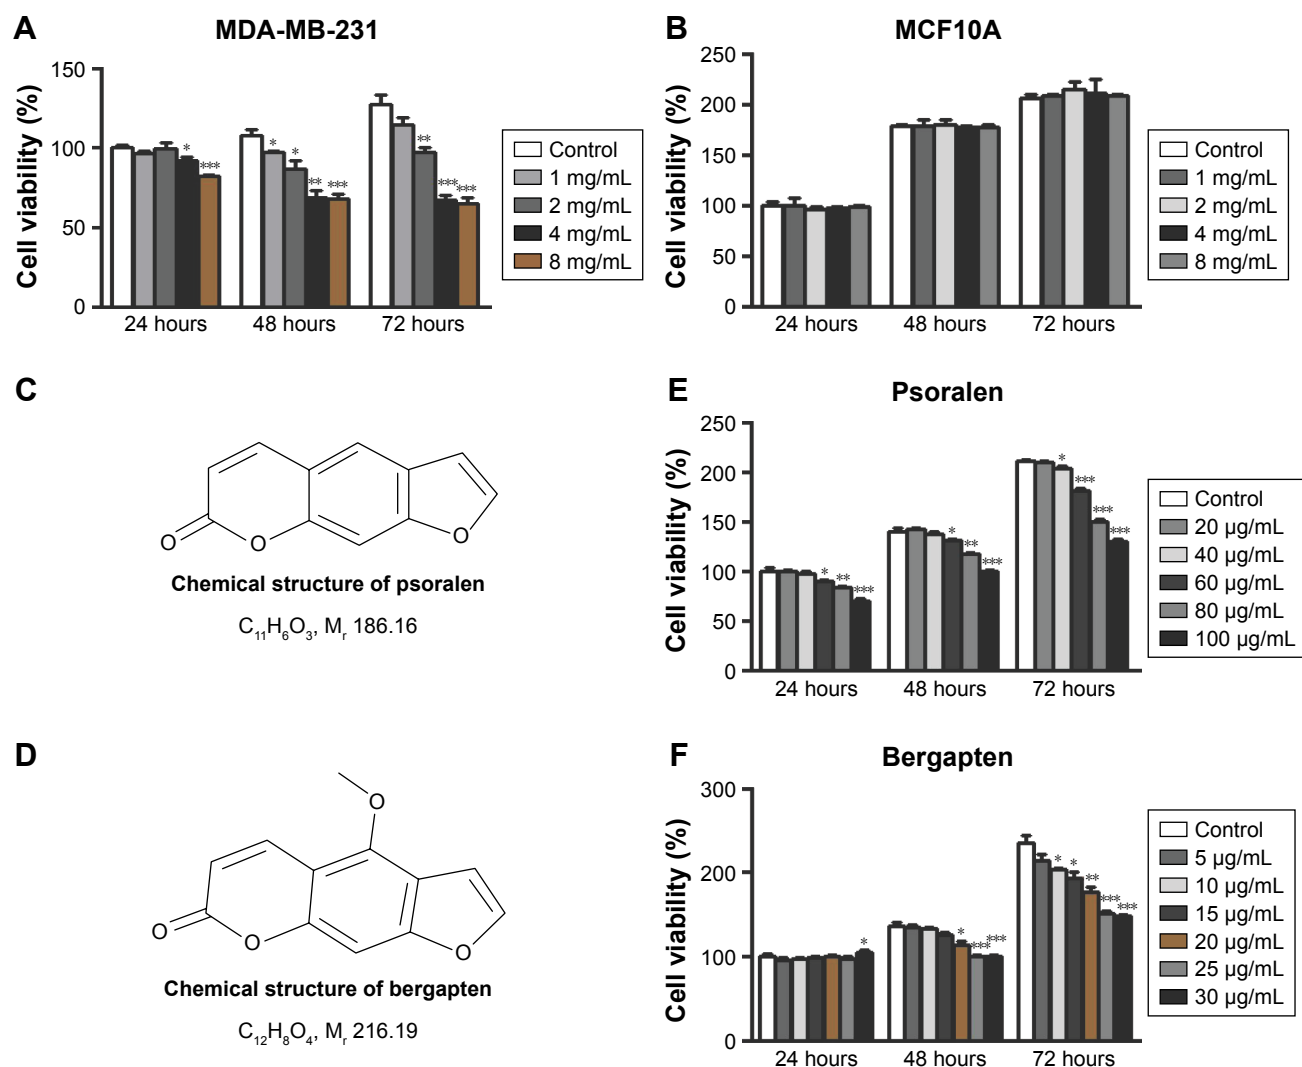 A
MDA-MB-231
Cell viability (%)
150
100
50
0
*
***
*
*
**
***
**
***
***
24 hours
48 hours
72 hours
Control
1 mg/mL
2 mg/mL
4 mg/mL
8 mg/mL
B
MCF10A
Cell viability (%)
250
200
150
100
50
0
24 hours
48 hours
72 hours
Control
1 mg/mL
2 mg/mL
4 mg/mL
8 mg/mL
C
O
O
O
Chemical structure of psoralen
C₁₁H₆O₃, Mᵣ 186.16
E
Psoralen
Cell viability (%)
250
200
150
100
50
0
*
**
***
*
**
***
*
***
***
***
24 hours
48 hours
72 hours
Control
20 µg/mL
40 µg/mL
60 µg/mL
80 µg/mL
100 µg/mL
D
O
O
O
O
Chemical structure of bergapten
C₁₂H₈O₄, Mᵣ 216.19
F
Bergapten
Cell viability (%)
300
200
100
0
*
*
***
***
*
*
**
***
***
24 hours
48 hours
72 hours
Control
5 µg/mL
10 µg/mL
15 µg/mL
20 µg/mL
25 µg/mL
30 µg/mL